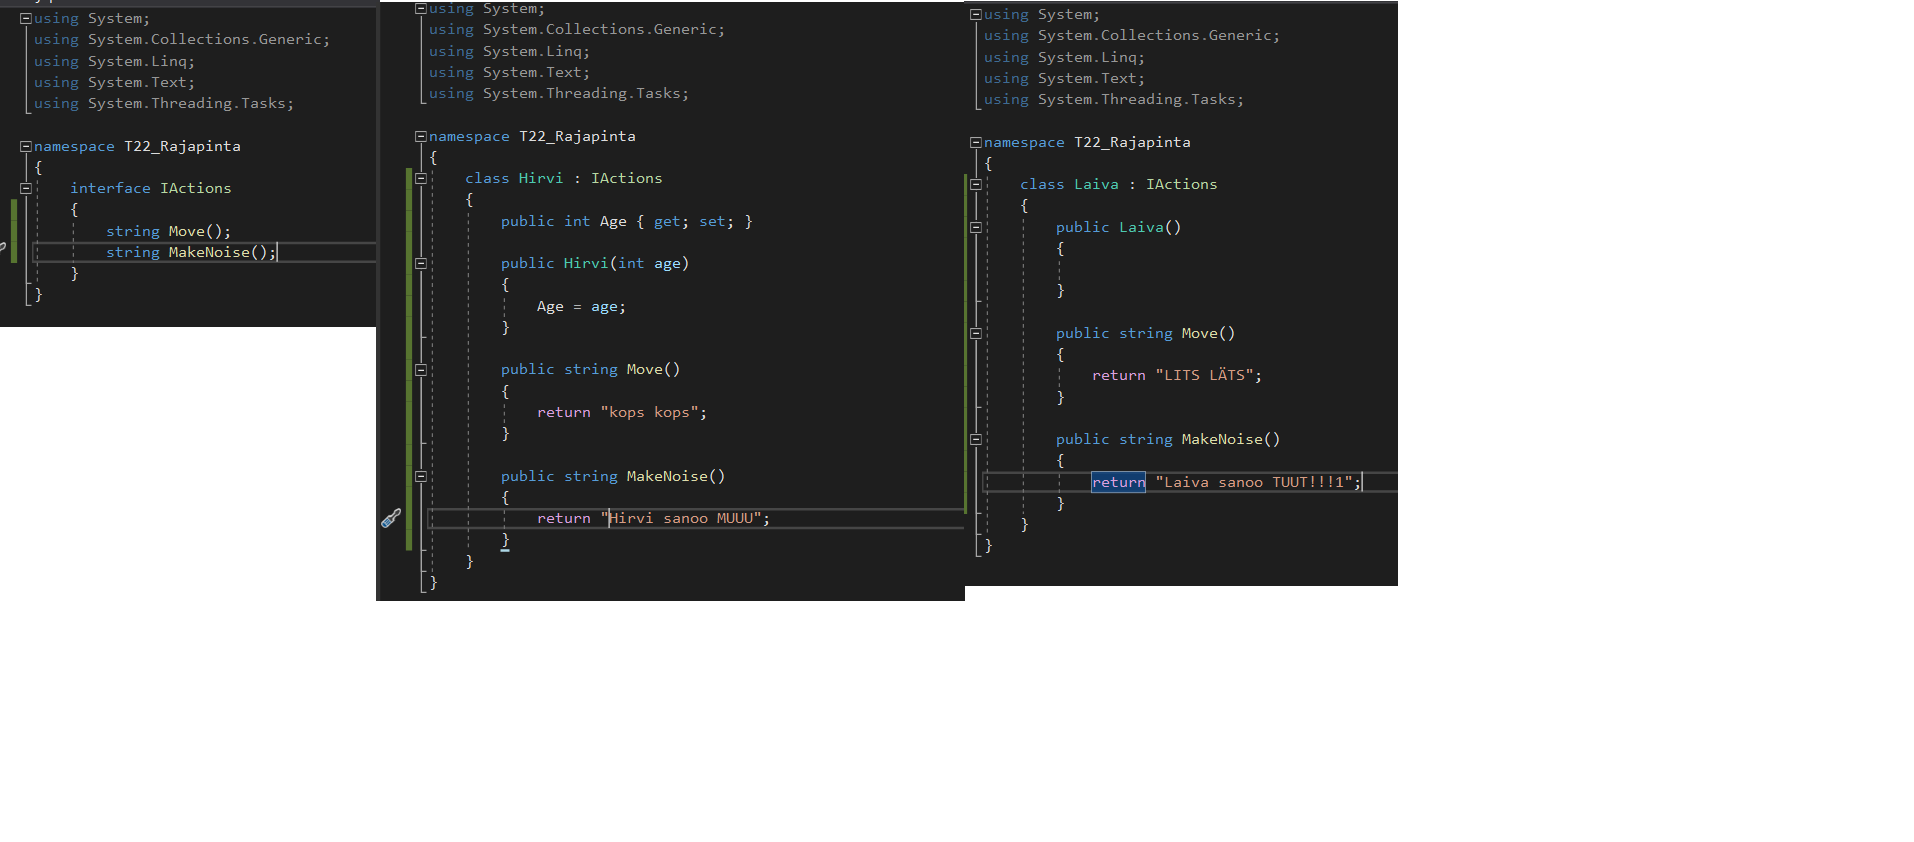 using System;
using System.Collections.Generic;
using System.Linq;
using System.Text;
using System.Threading.Tasks;
namespace T22_Rajapinta
{
interface IActions
{
string Move();
string MakeNoise();
}
}
using System;
using System.Collections.Generic;
using System.Linq;
using System.Text;
using System.Threading.Tasks;
namespace T22_Rajapinta
{
class Hirvi : IActions
{
public int Age { get; set; }
public Hirvi(int age)
{
Age = age;
}
public string Move()
{
return "kops kops";
}
public string MakeNoise()
{
return "Hirvi sanoo MUUU";
}
}
}
using System;
using System.Collections.Generic;
using System.Linq;
using System.Text;
using System.Threading.Tasks;
namespace T22_Rajapinta
{
class Laiva : IActions
{
public Laiva()
{
}
public string Move()
{
return "LITS LÄTS";
}
public string MakeNoise()
{
return "Laiva sanoo TUUT!!!1";
}
}
}